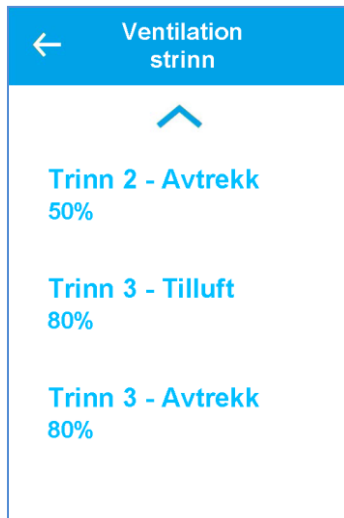 Ventilation
strinn
Trinn 2 - Avtrekk
50%
Trinn 3 - Tilluft
80%
Trinn 3 - Avtrekk
80%